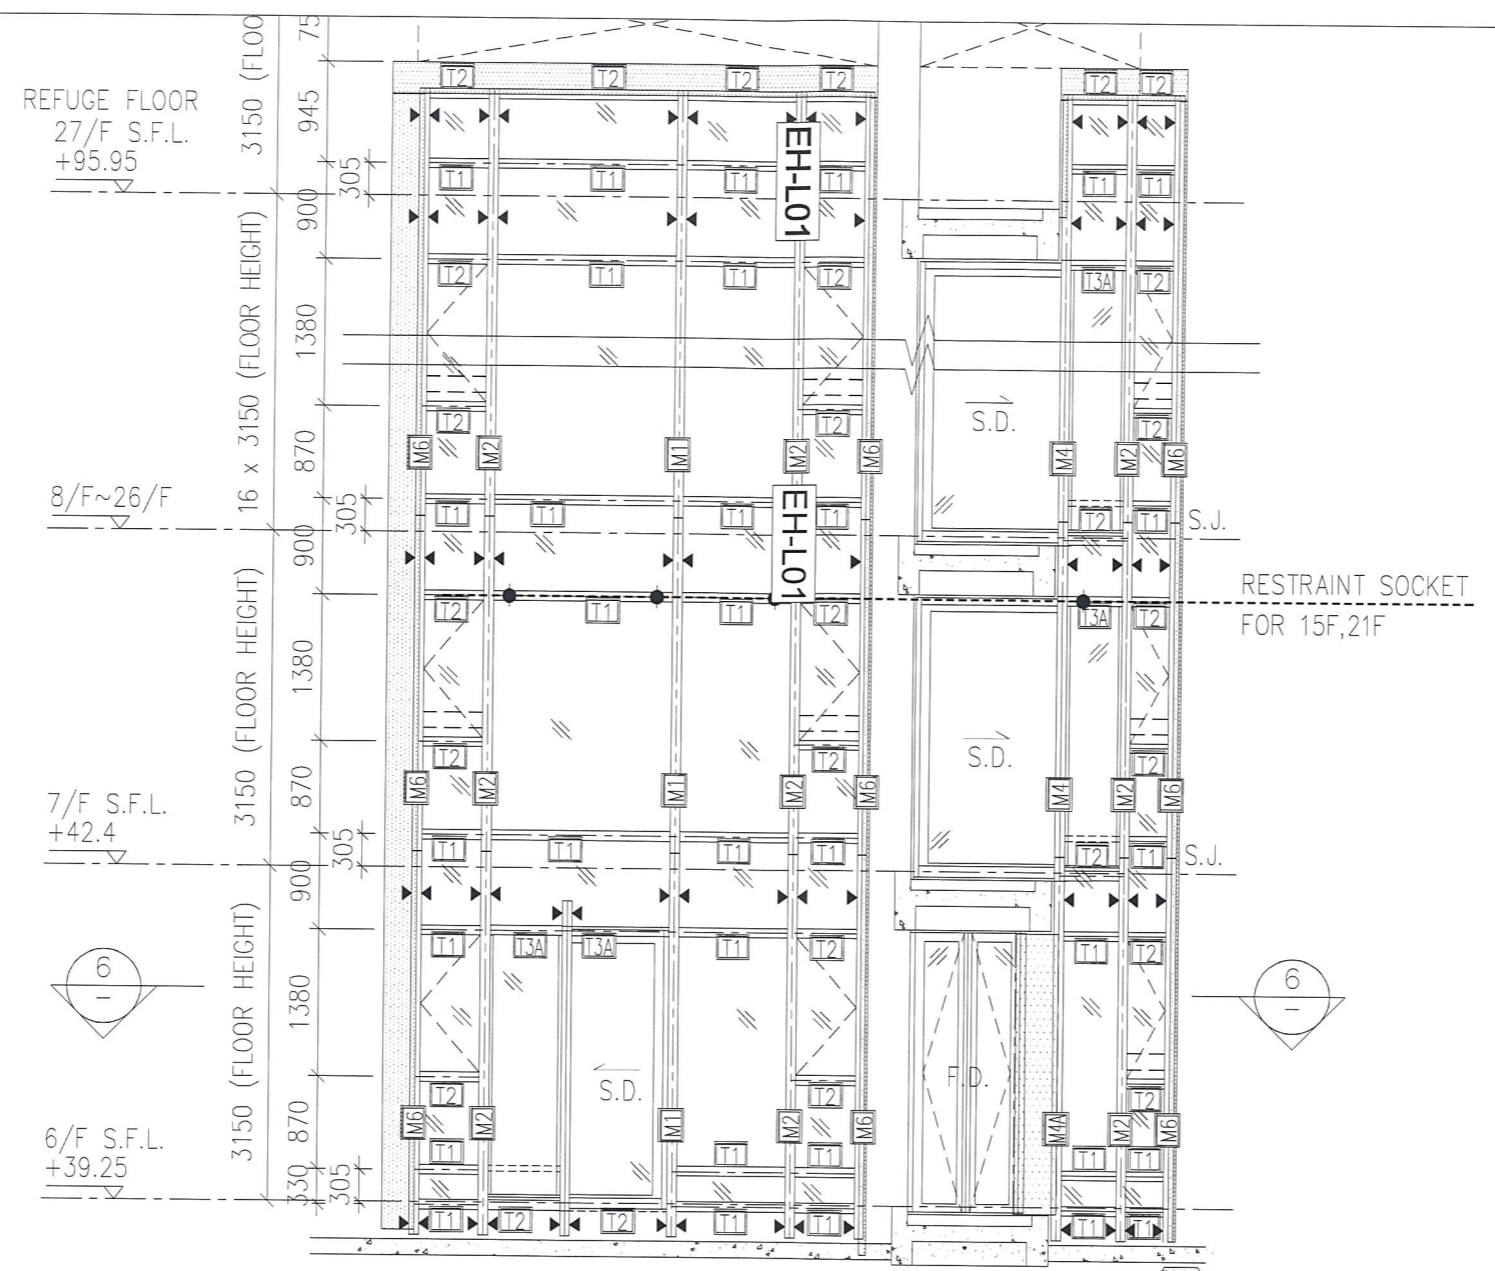 3150 (FLOO
75
T2 T2 T2 T2 T2 T2
REFUGE FLOOR
27/F S.F.L.
+95.95
945
305
EH-L01
T1 T1 T1 T1 T1 T1
900
T2 T1 T1 T2 T3A T2
16 x 3150 (FLOOR HEIGHT)
1380
S.D.
T2 T2 T2
M6 M2 M1 M2 M6 M4 M2 M6
870
8/F~26/F
305
T1 T1 T1 T1 T2 T1 S.J.
EH-L01
900
RESTRAINT SOCKET
FOR 15F,21F
T2 T1 T1 T2 T3A T2
3150 (FLOOR HEIGHT)
1380
S.D.
T2 T2 T2
M6 M2 M1 M2 M6 M4 M2 M6
870
7/F S.F.L.
+42.4
305
T1 T1 T1 T1 T2 T1 S.J.
900
T1 T3A T3A T1 T2 T1 T2
3150 (FLOOR HEIGHT)
6
–
1380
6
–
S.D.
F.D.
T2 T2 T2
M6 M2 M1 M2 M6 M4A M2 M6
870
6/F S.F.L.
+39.25
T1 T1 T1 T1 T1
330
305
T1 T2 T2 T1 T1 T1 T1